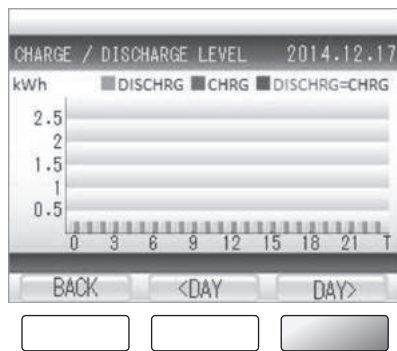 CHARGE / DISCHARGE LEVEL 2014.12.17
kWh DISCHRG CHRG DISCHRG=CHRG
2.5
2
1.5
1
0.5
0 3 6 9 12 15 18 21 T
BACK <DAY DAY>